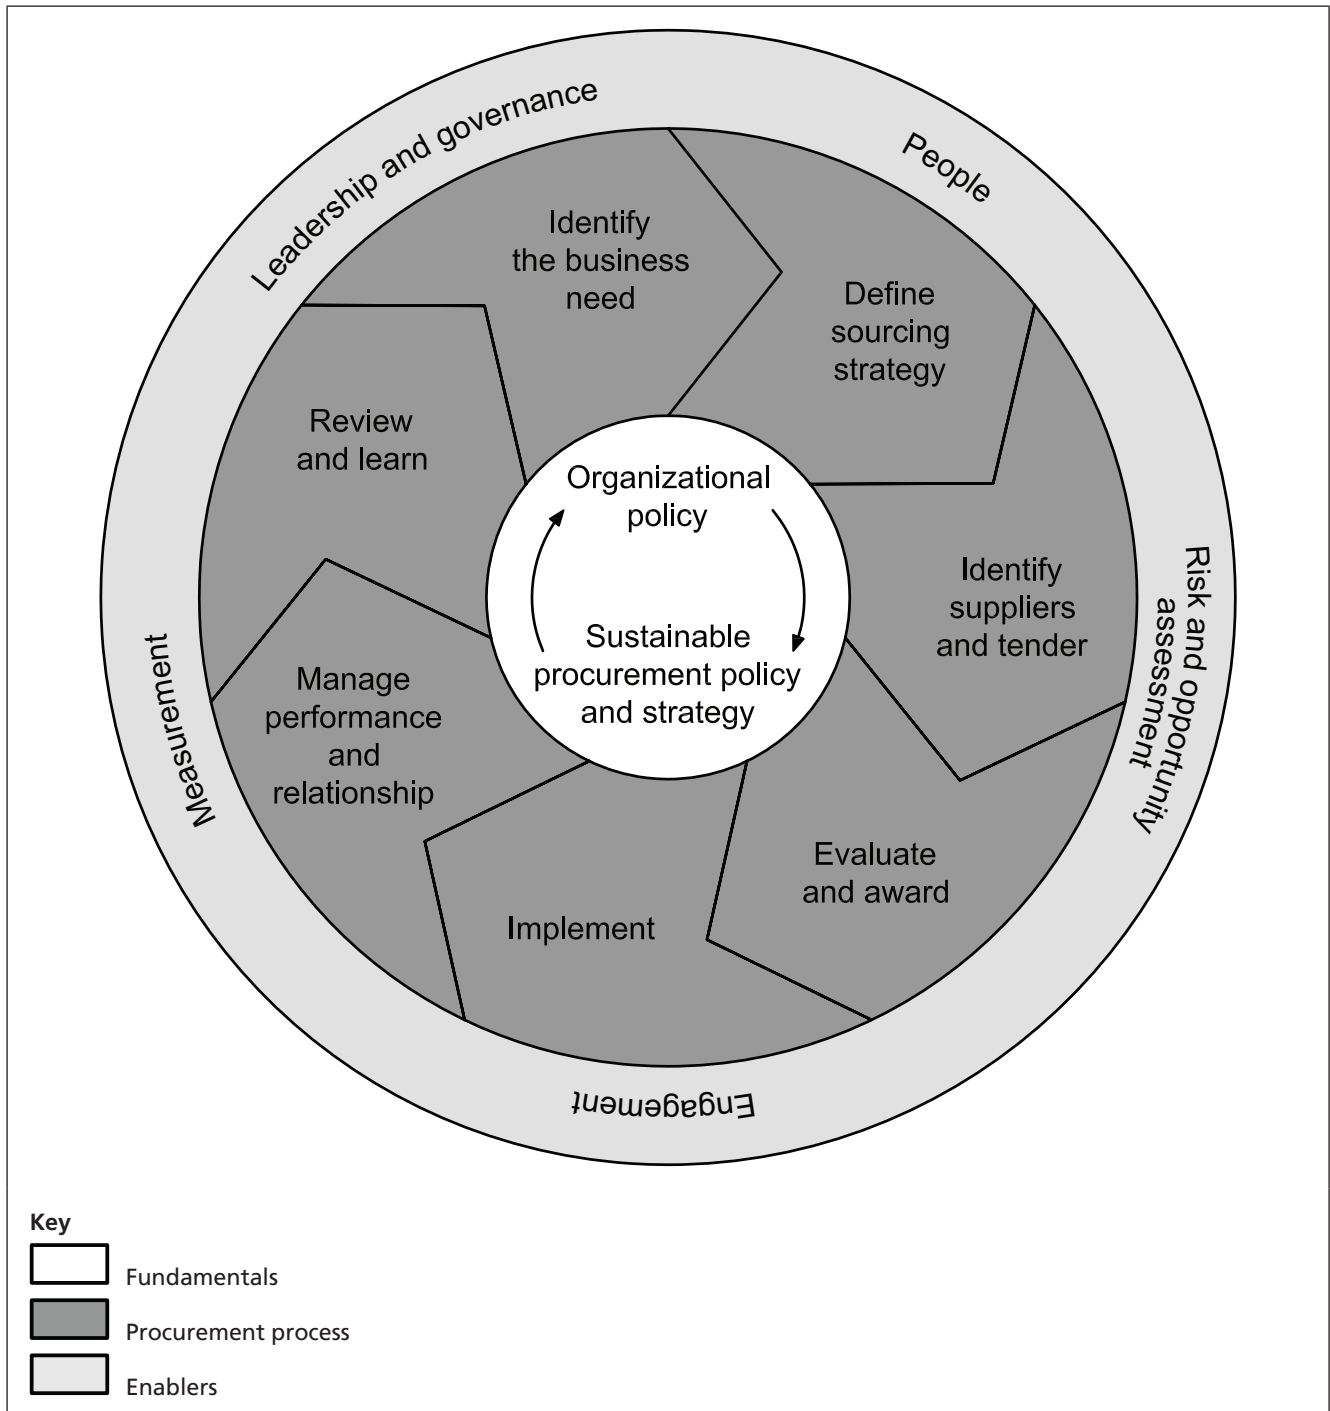 Leadership and governance
People
Risk and opportunity
assessment
Engagement
Measurement
Identify
the business
need
Define
sourcing
strategy
Identify
suppliers
and tender
Evaluate
and award
Implement
Manage
performance
and
relationship
Review
and learn
Organizational
policy
Sustainable
procurement policy
and strategy
Key
Fundamentals
Procurement process
Enablers